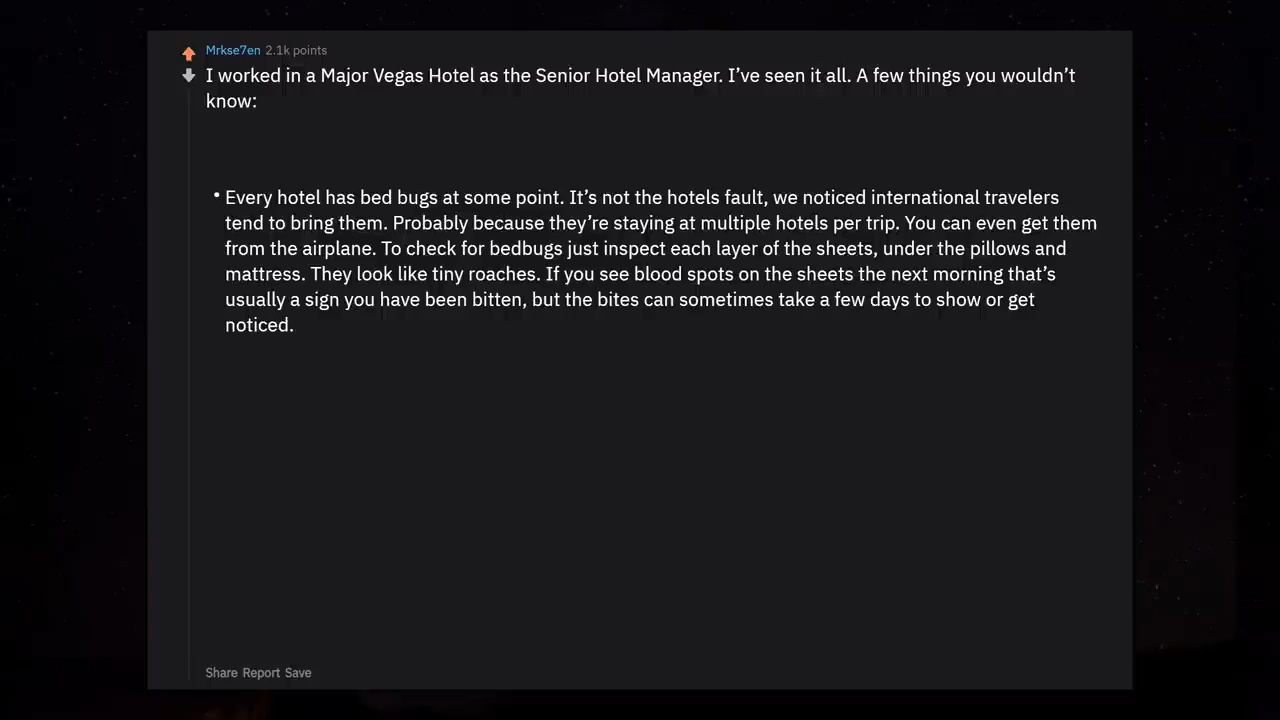 Mrkse7en 2.1k points
I worked in a Major Vegas Hotel as the Senior Hotel Manager. I’ve seen it all. A few things you wouldn’t
know:
• Every hotel has bed bugs at some point. It’s not the hotels fault, we noticed international travelers
tend to bring them. Probably because they’re staying at multiple hotels per trip. You can even get them
from the airplane. To check for bedbugs just inspect each layer of the sheets, under the pillows and
mattress. They look like tiny roaches. If you see blood spots on the sheets the next morning that’s
usually a sign you have been bitten, but the bites can sometimes take a few days to show or get
noticed.
Share Report Save